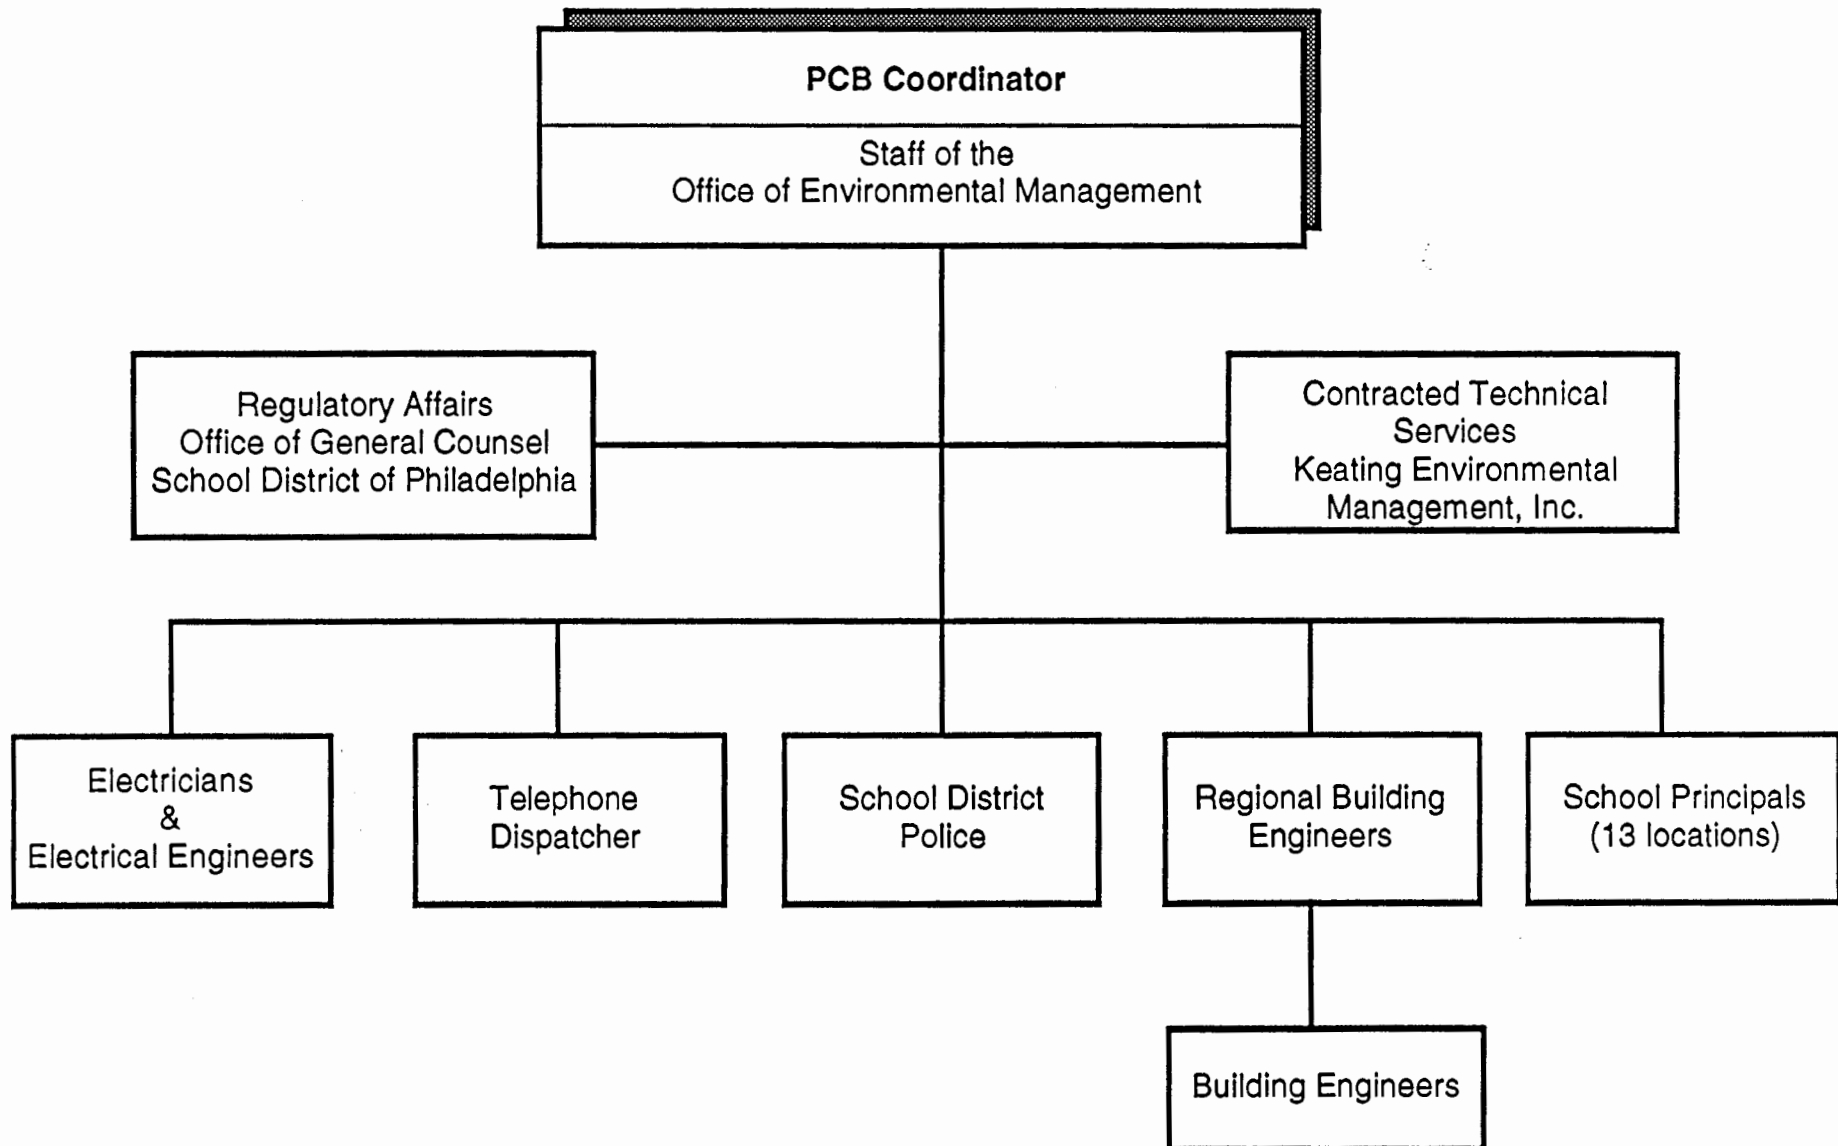 PCB Coordinator
Staff of the
Office of Environmental Management
Regulatory Affairs
Office of General Counsel
School District of Philadelphia
Contracted Technical
Services
Keating Environmental
Management, Inc.
Electricians
&
Electrical Engineers
Telephone
Dispatcher
School District
Police
Regional Building
Engineers
School Principals
(13 locations)
Building Engineers